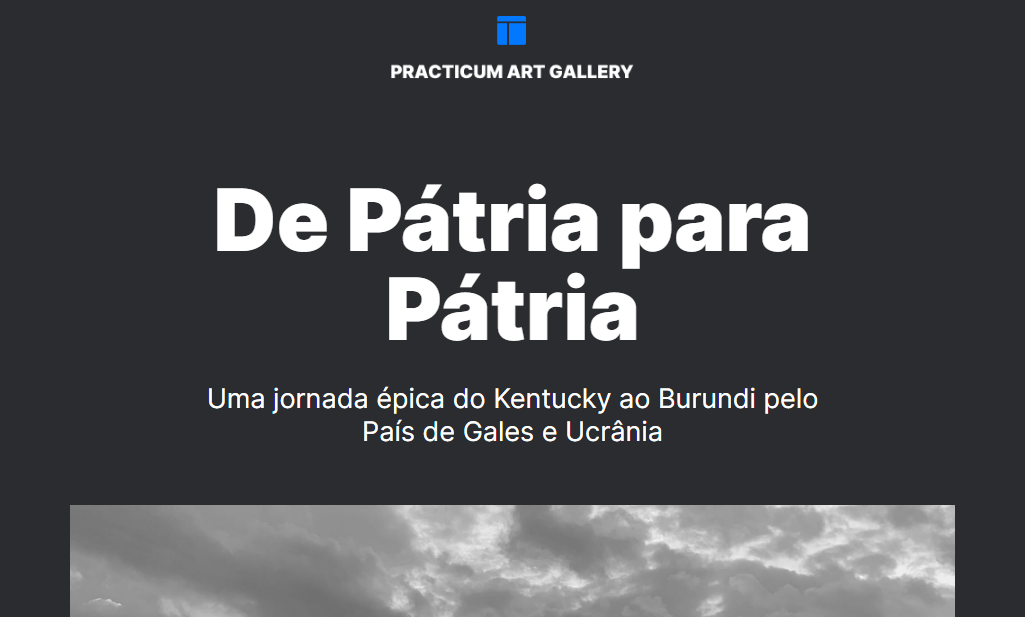 PRACTICUM ART GALLERY
De Pátria para
Pátria
Uma jornada épica do Kentucky ao Burundi pelo
País de Gales e Ucrânia